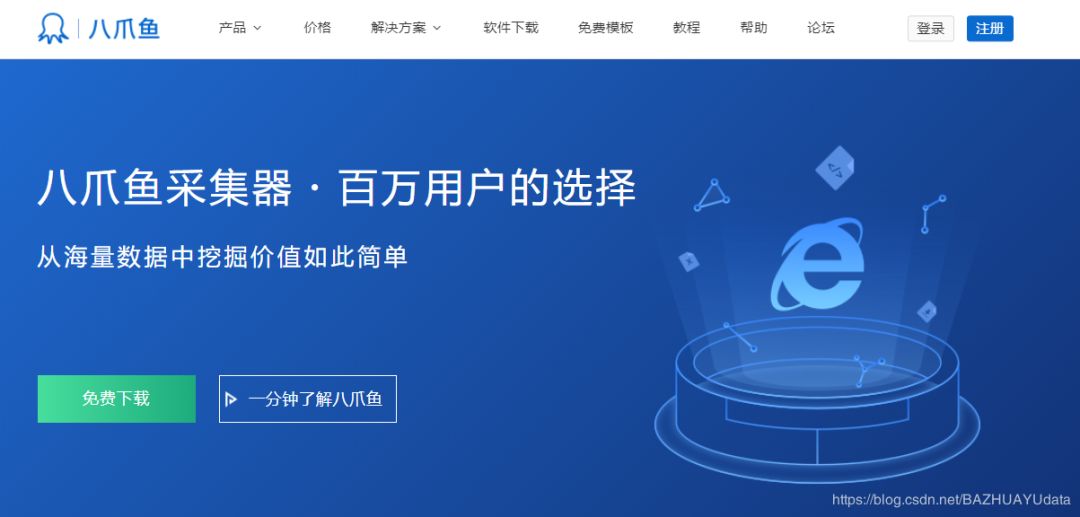 八爪鱼 产品 价格 解决方案 软件下载 免费模板 教程 帮助 论坛 登录 注册
八爪鱼采集器·百万用户的选择
从海量数据中挖掘价值如此简单
免费下载 一分钟了解八爪鱼
https://blog.csdn.net/BAZHUAYUdata